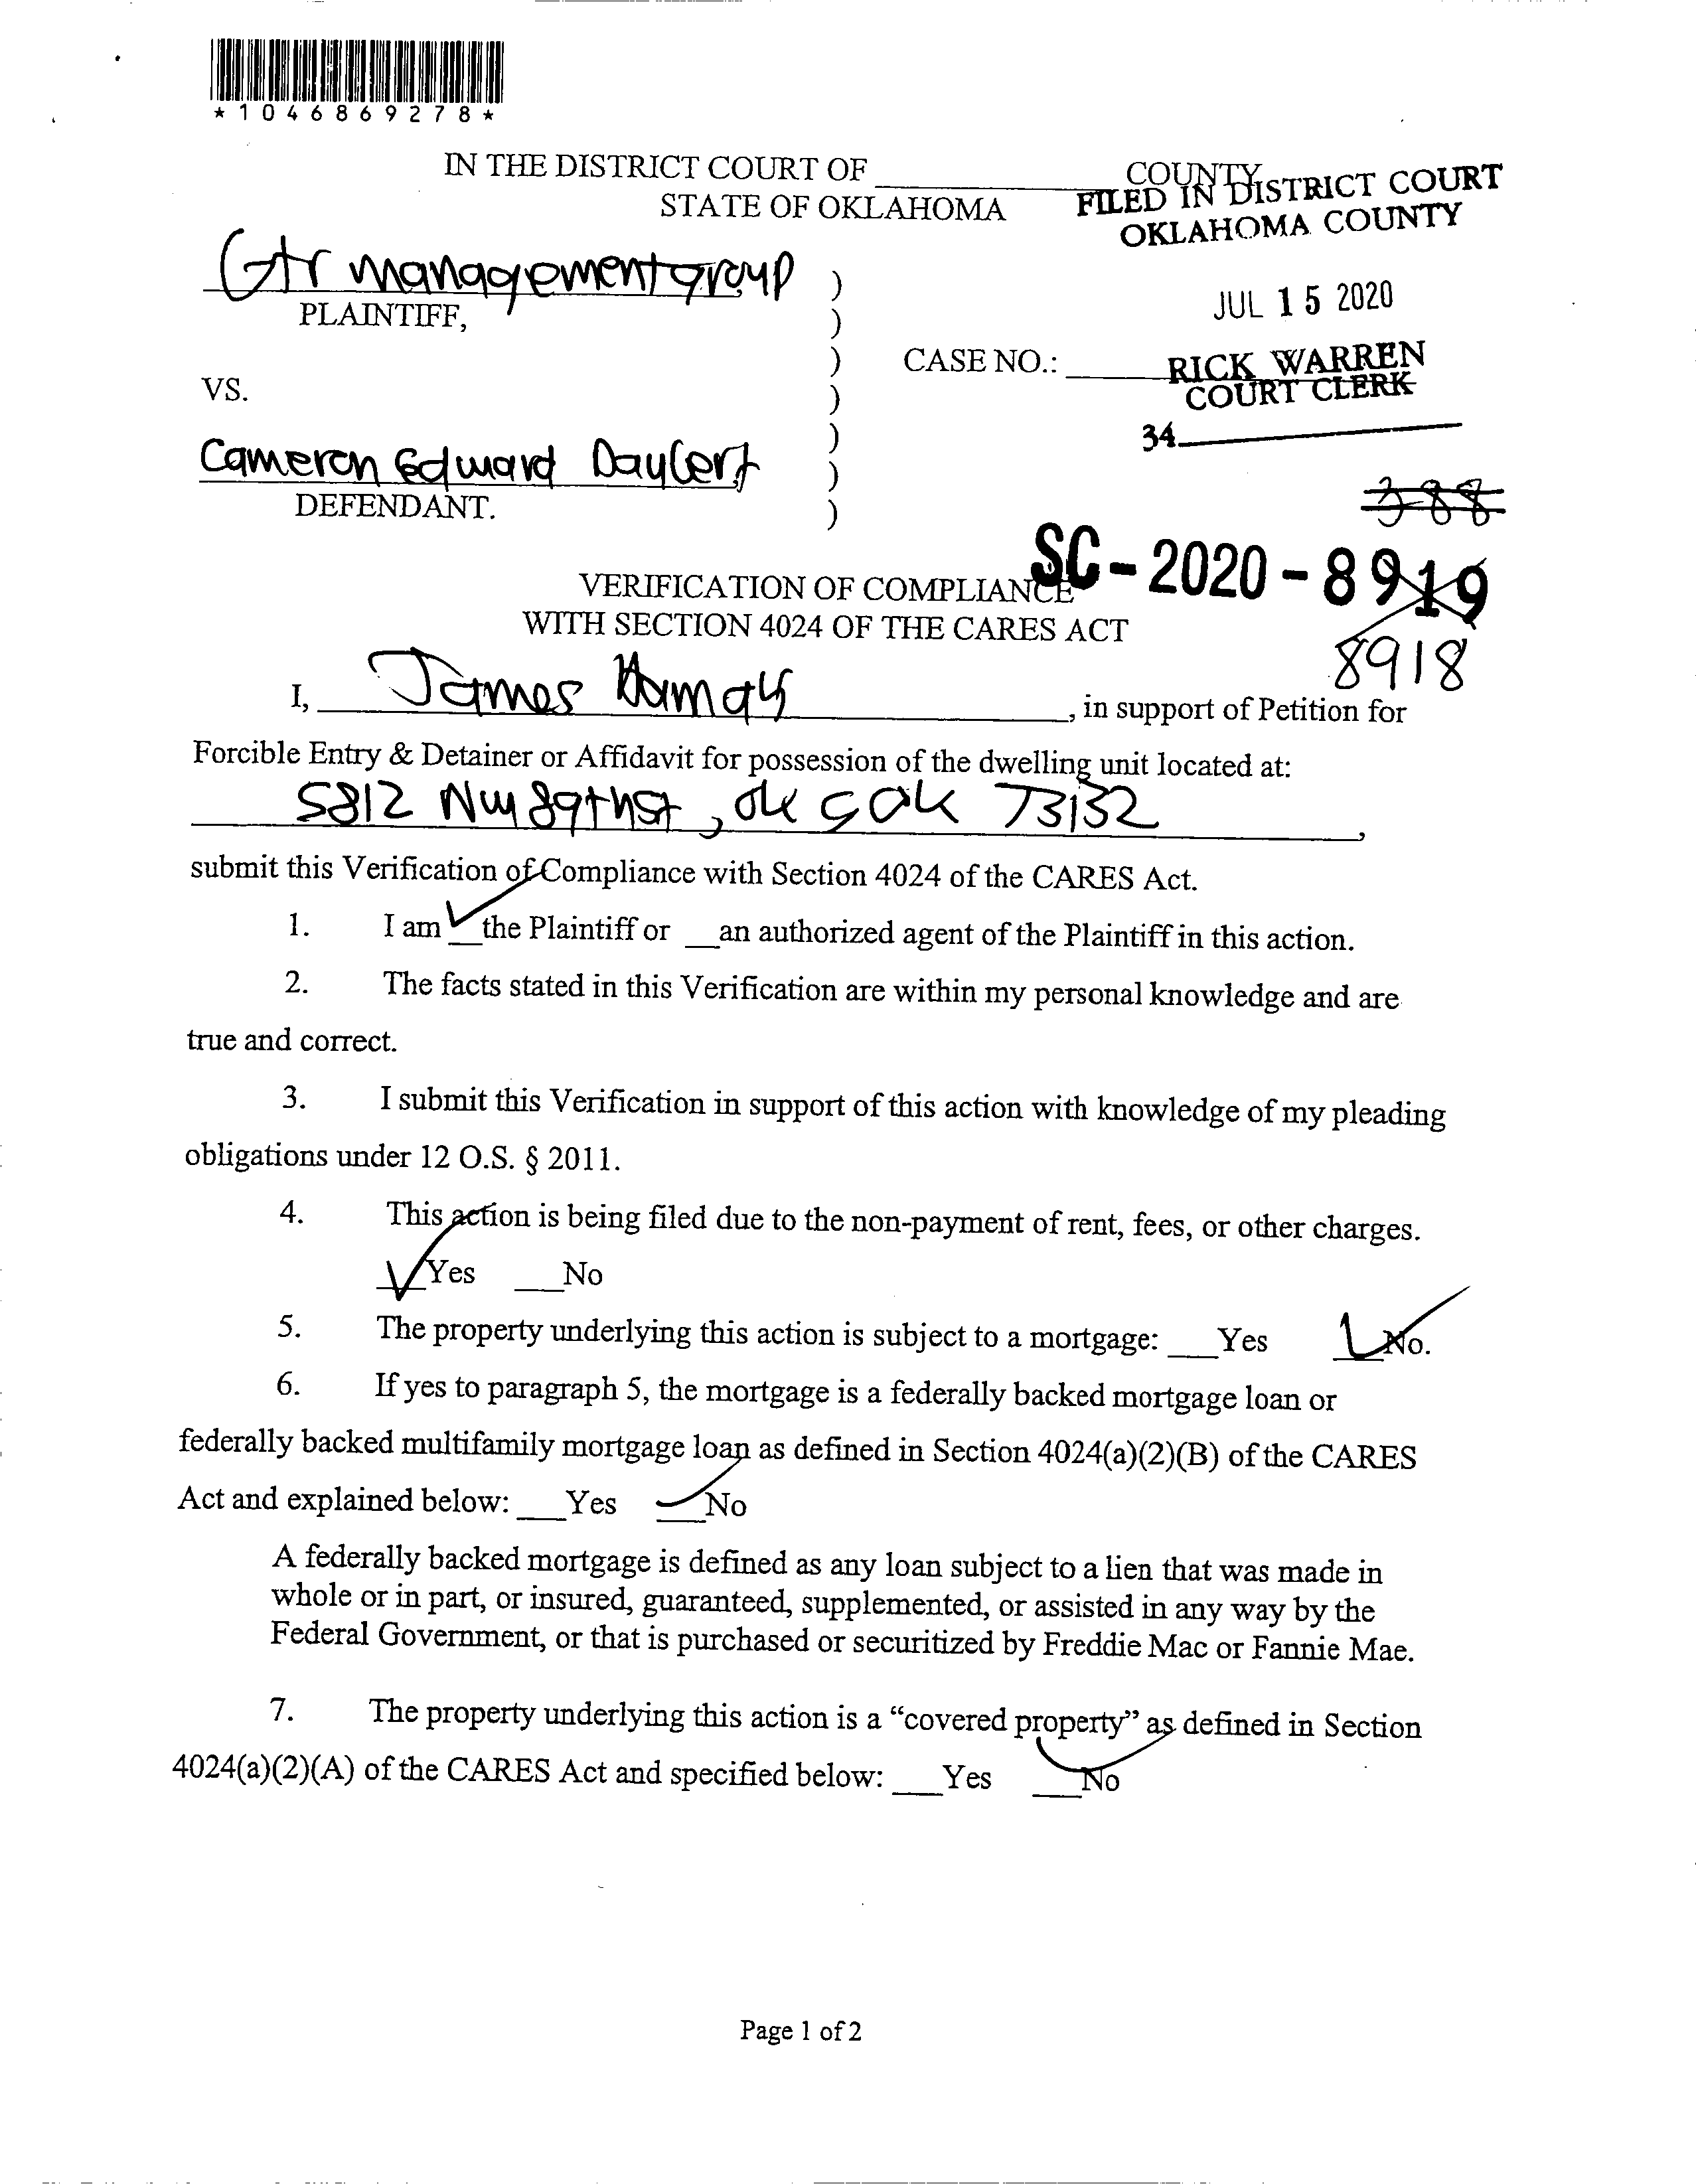 *1046869278*
IN THE DISTRICT COURT OF ____________ COUNTY
STATE OF OKLAHOMA
FILED IN DISTRICT COURT
OKLAHOMA COUNTY
Gtr management group
PLAINTIFF,
JUL 15 2020
CASE NO.:
RICK WARREN
COURT CLERK
VS.
34
Cameron Edward
DEFENDANT.
388
SC-2020-8919
VERIFICATION OF COMPLIANCE
WITH SECTION 4024 OF THE CARES ACT
8918
I, James , in support of Petition for
Forcible Entry & Detainer or Affidavit for possession of the dwelling unit located at:
5812 NW 89th St, OKC OK 73132,
submit this Verification of Compliance with Section 4024 of the CARES Act.
1. I am ✓ the Plaintiff or __an authorized agent of the Plaintiff in this action.
2. The facts stated in this Verification are within my personal knowledge and are
true and correct.
3. I submit this Verification in support of this action with knowledge of my pleading
obligations under 12 O.S. § 2011.
4. This action is being filed due to the non-payment of rent, fees, or other charges.
✓ Yes ___No
5. The property underlying this action is subject to a mortgage: ___Yes ✓ No.
6. If yes to paragraph 5, the mortgage is a federally backed mortgage loan or
federally backed multifamily mortgage loan as defined in Section 4024(a)(2)(B) of the CARES
Act and explained below: ___Yes ✓ No
A federally backed mortgage is defined as any loan subject to a lien that was made in
whole or in part, or insured, guaranteed, supplemented, or assisted in any way by the
Federal Government, or that is purchased or securitized by Freddie Mac or Fannie Mae.
7. The property underlying this action is a “covered property” as defined in Section
4024(a)(2)(A) of the CARES Act and specified below: ___Yes ✓ No
Page 1 of 2